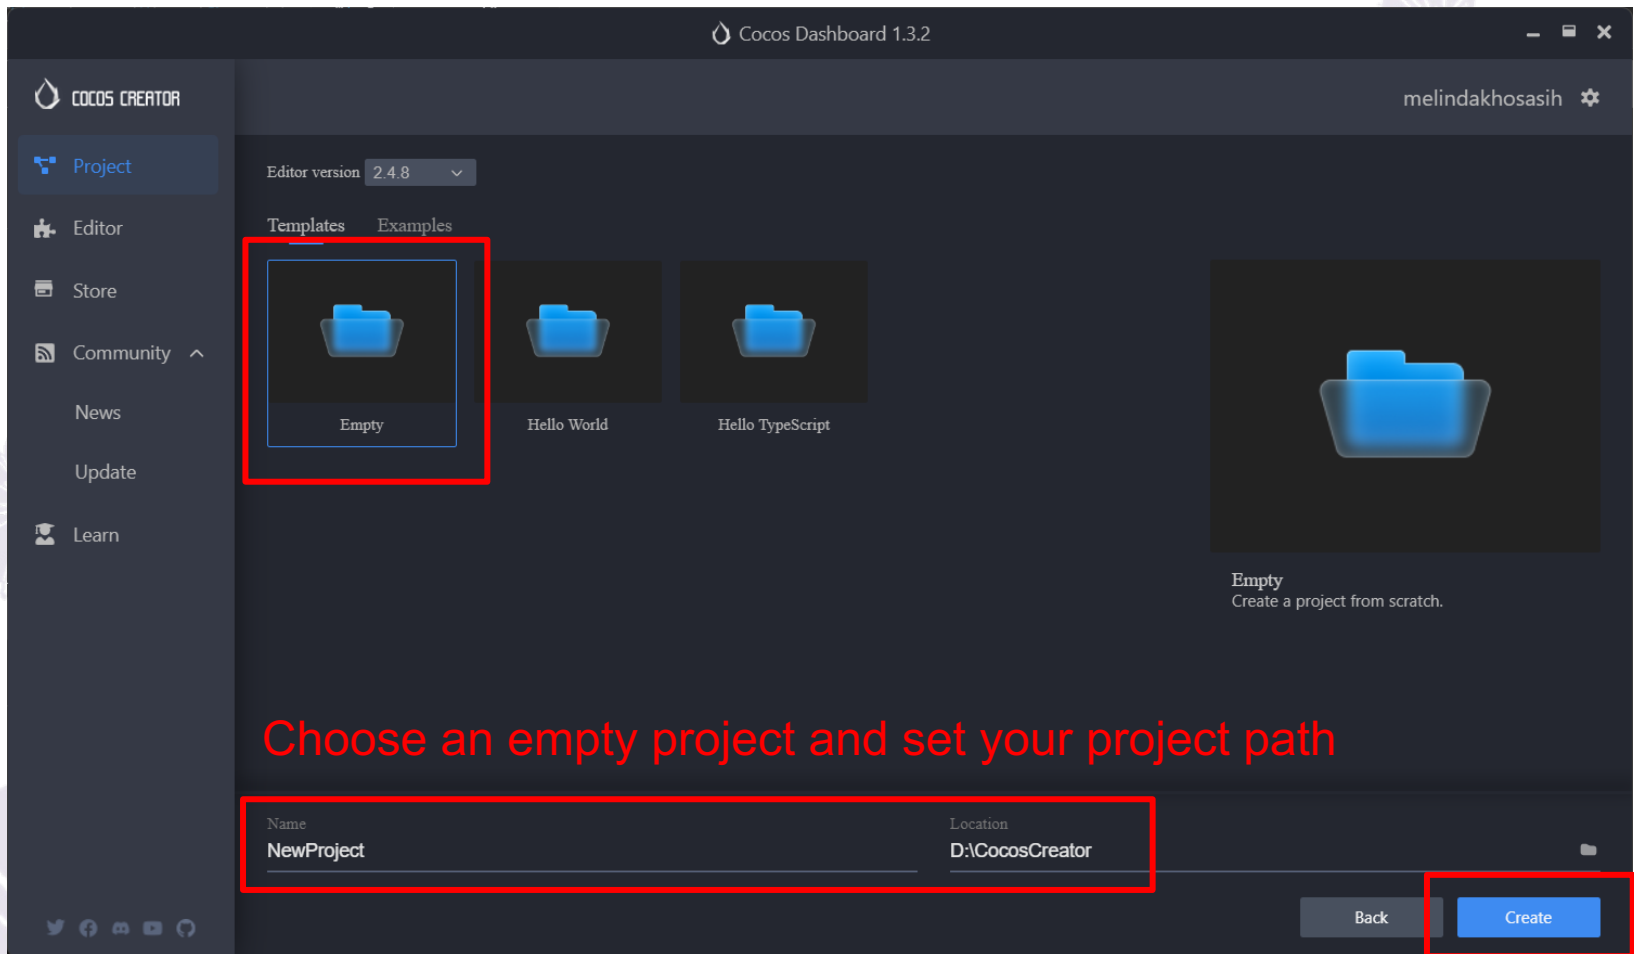 Cocos Dashboard 1.3.2
COCOS CREATOR
melindakhosasih
Project
Editor
Store
Community
News
Update
Learn
Editor version 2.4.8
Templates Examples
Empty
Hello World
Hello TypeScript
Empty
Create a project from scratch.
Choose an empty project and set your project path
Name
NewProject
Location
D:\CocosCreator
Back
Create